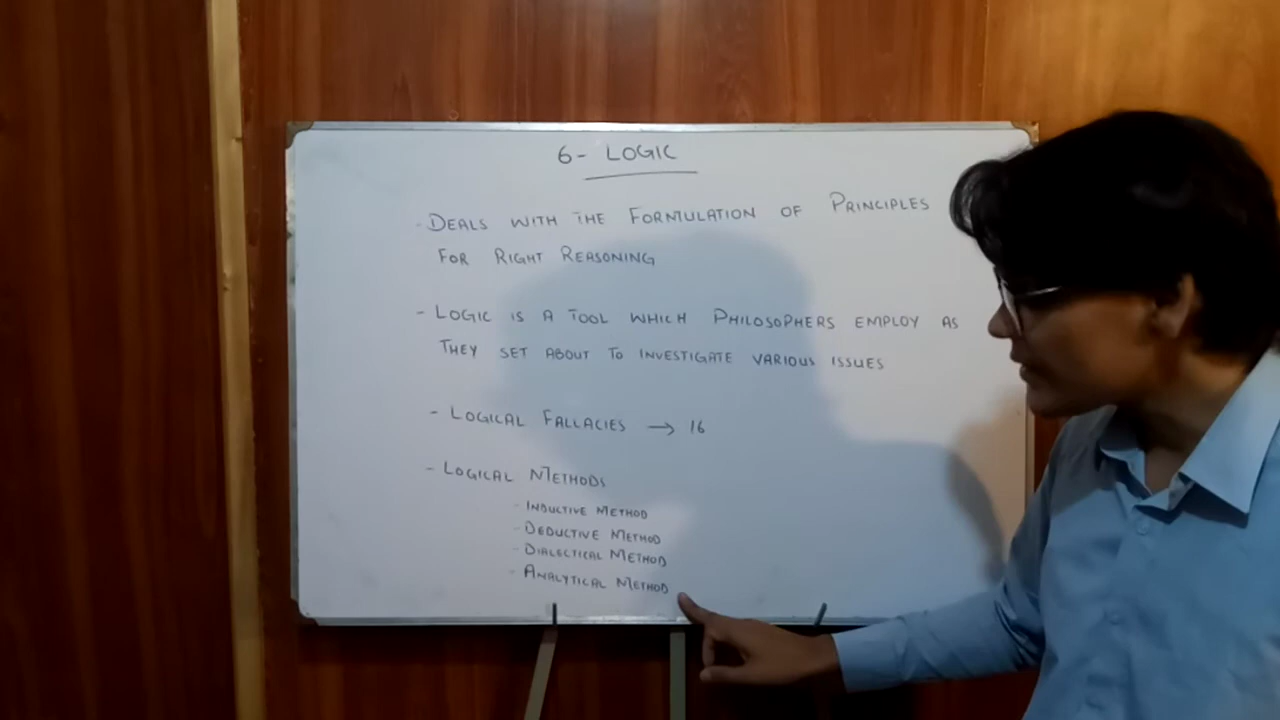 6- LOGIC
- DEALS WITH THE FORMULATION OF PRINCIPLES
FOR RIGHT REASONING
- LOGIC IS A TOOL WHICH PHILOSOPHERS EMPLOY AS
THEY SET ABOUT TO INVESTIGATE VARIOUS ISSUES
- LOGICAL FALLACIES → 16
- LOGICAL METHODS
- INDUCTIVE METHOD
- DEDUCTIVE METHOD
- DIALECTICAL METHOD
- ANALYTICAL METHOD